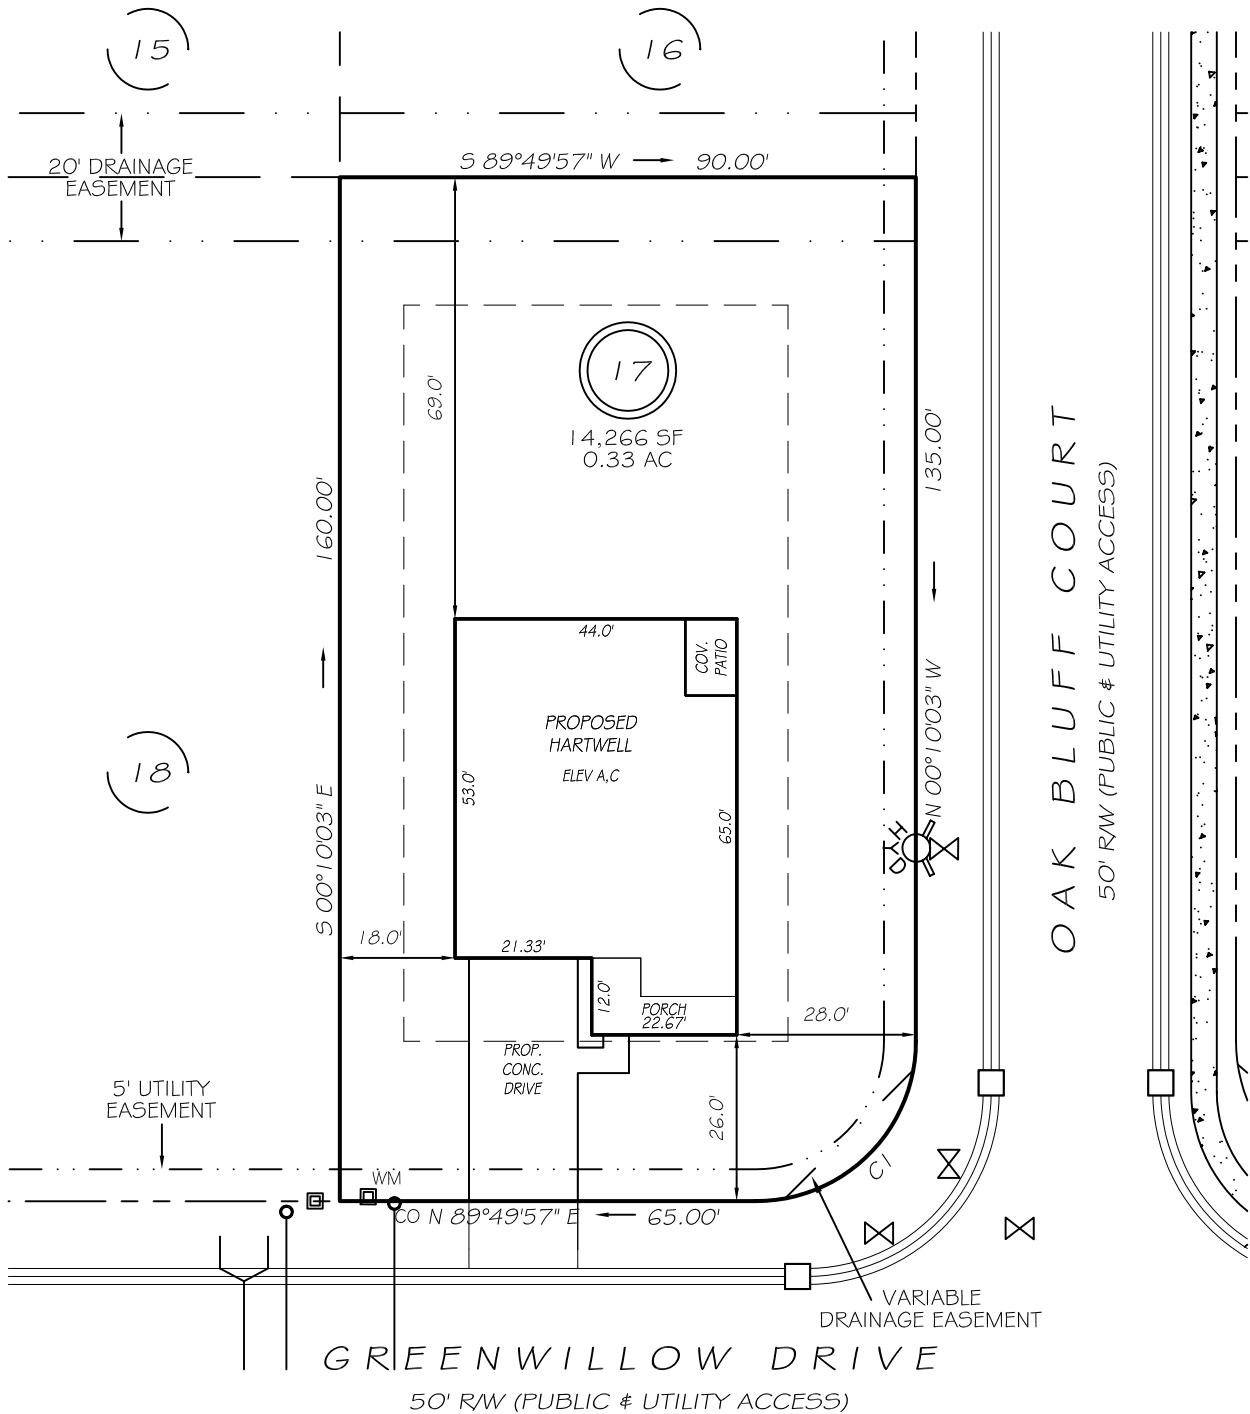 15
16
20' DRAINAGE
EASEMENT
S 89°49'57" W 90.00'
17
14,266 SF
0.33 AC
69.0'
160.00'
S 00°10'03" E
135.00'
N 00°10'03" W
OAK BLUFF COURT
50' R/W (PUBLIC & UTILITY ACCESS)
44.0'
COV.
PATIO
PROPOSED
HARTWELL
ELEV A,C
53.0'
65.0'
18
HYD
18.0'
21.33'
12.0'
PORCH
22.67'
28.0'
PROP.
CONC.
DRIVE
26.0'
5' UTILITY
EASEMENT
WM
C1
CO N 89°49'57" E 65.00'
VARIABLE
DRAINAGE EASEMENT
GREENWILLOW DRIVE
50' R/W (PUBLIC & UTILITY ACCESS)